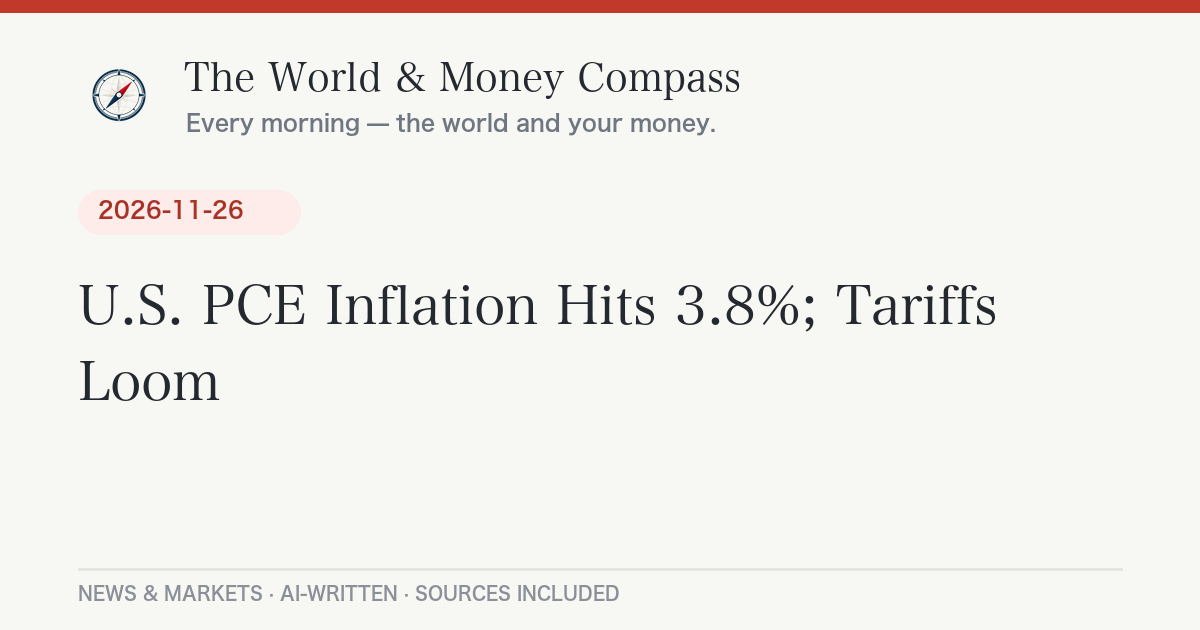 The World & Money Compass
Every morning — the world and your money.
2026-11-26
U.S. PCE Inflation Hits 3.8%; Tariffs
Loom
NEWS & MARKETS · AI-WRITTEN · SOURCES INCLUDED